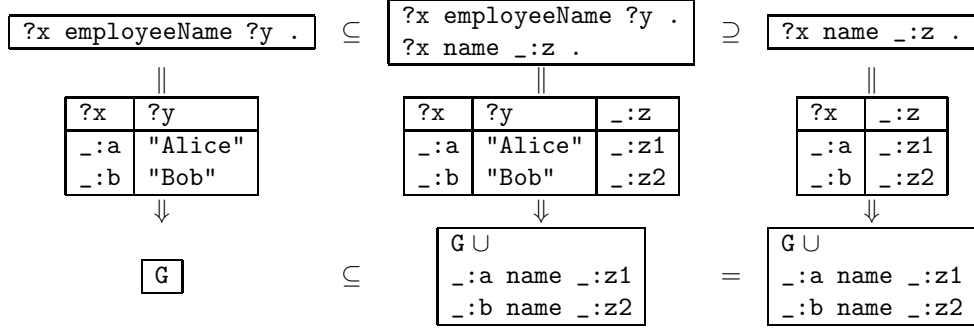 ?x employeeName ?y . ⊆ ?x employeeName ?y . ⊇ ?x name _:z .
?x name _:z .
|| || ||
?x ?y ?x ?y _:z ?x _:z
_:a "Alice" _:a "Alice" _:z1 _:a _:z1
_:b "Bob" _:b "Bob" _:z2 _:b _:z2
⇓ ⇓ ⇓
G ∪ G ∪
G ⊆ _:a name _:z1 = _:a name _:z1
_:b name _:z2 _:b name _:z2